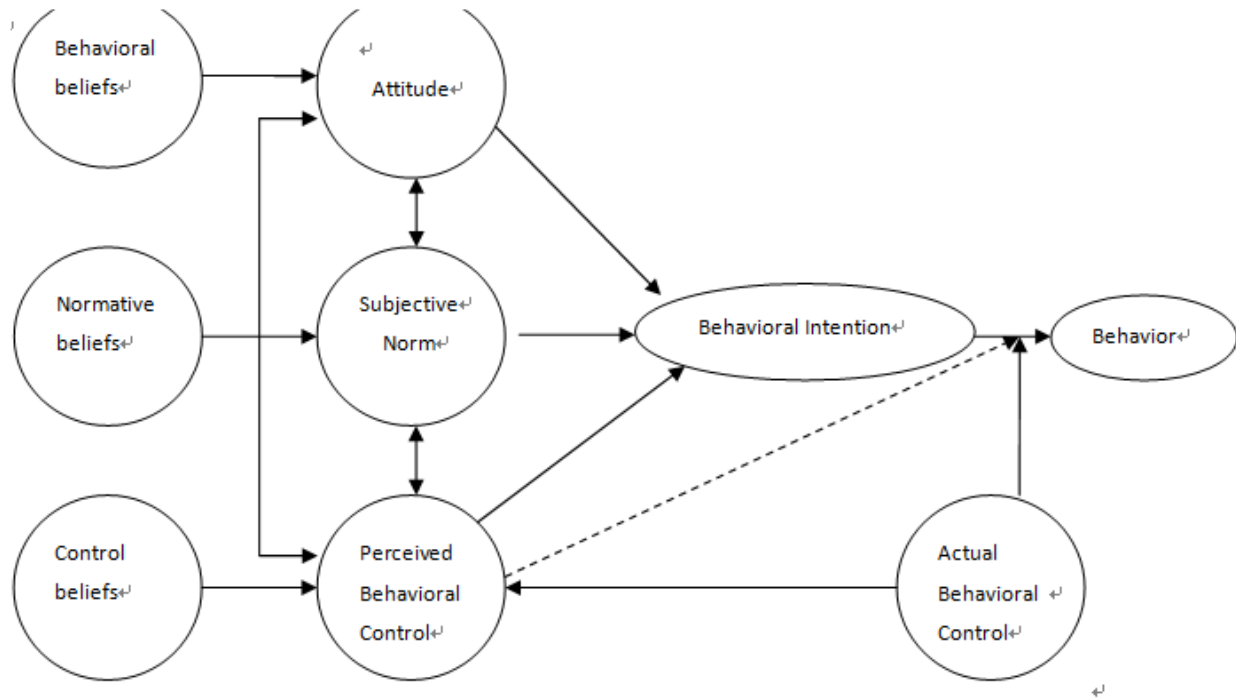 Behavioral
beliefs
Attitude
Normative
beliefs
Subjective
Norm
Behavioral Intention
Behavior
Control
beliefs
Perceived
Behavioral
Control
Actual
Behavioral
Control